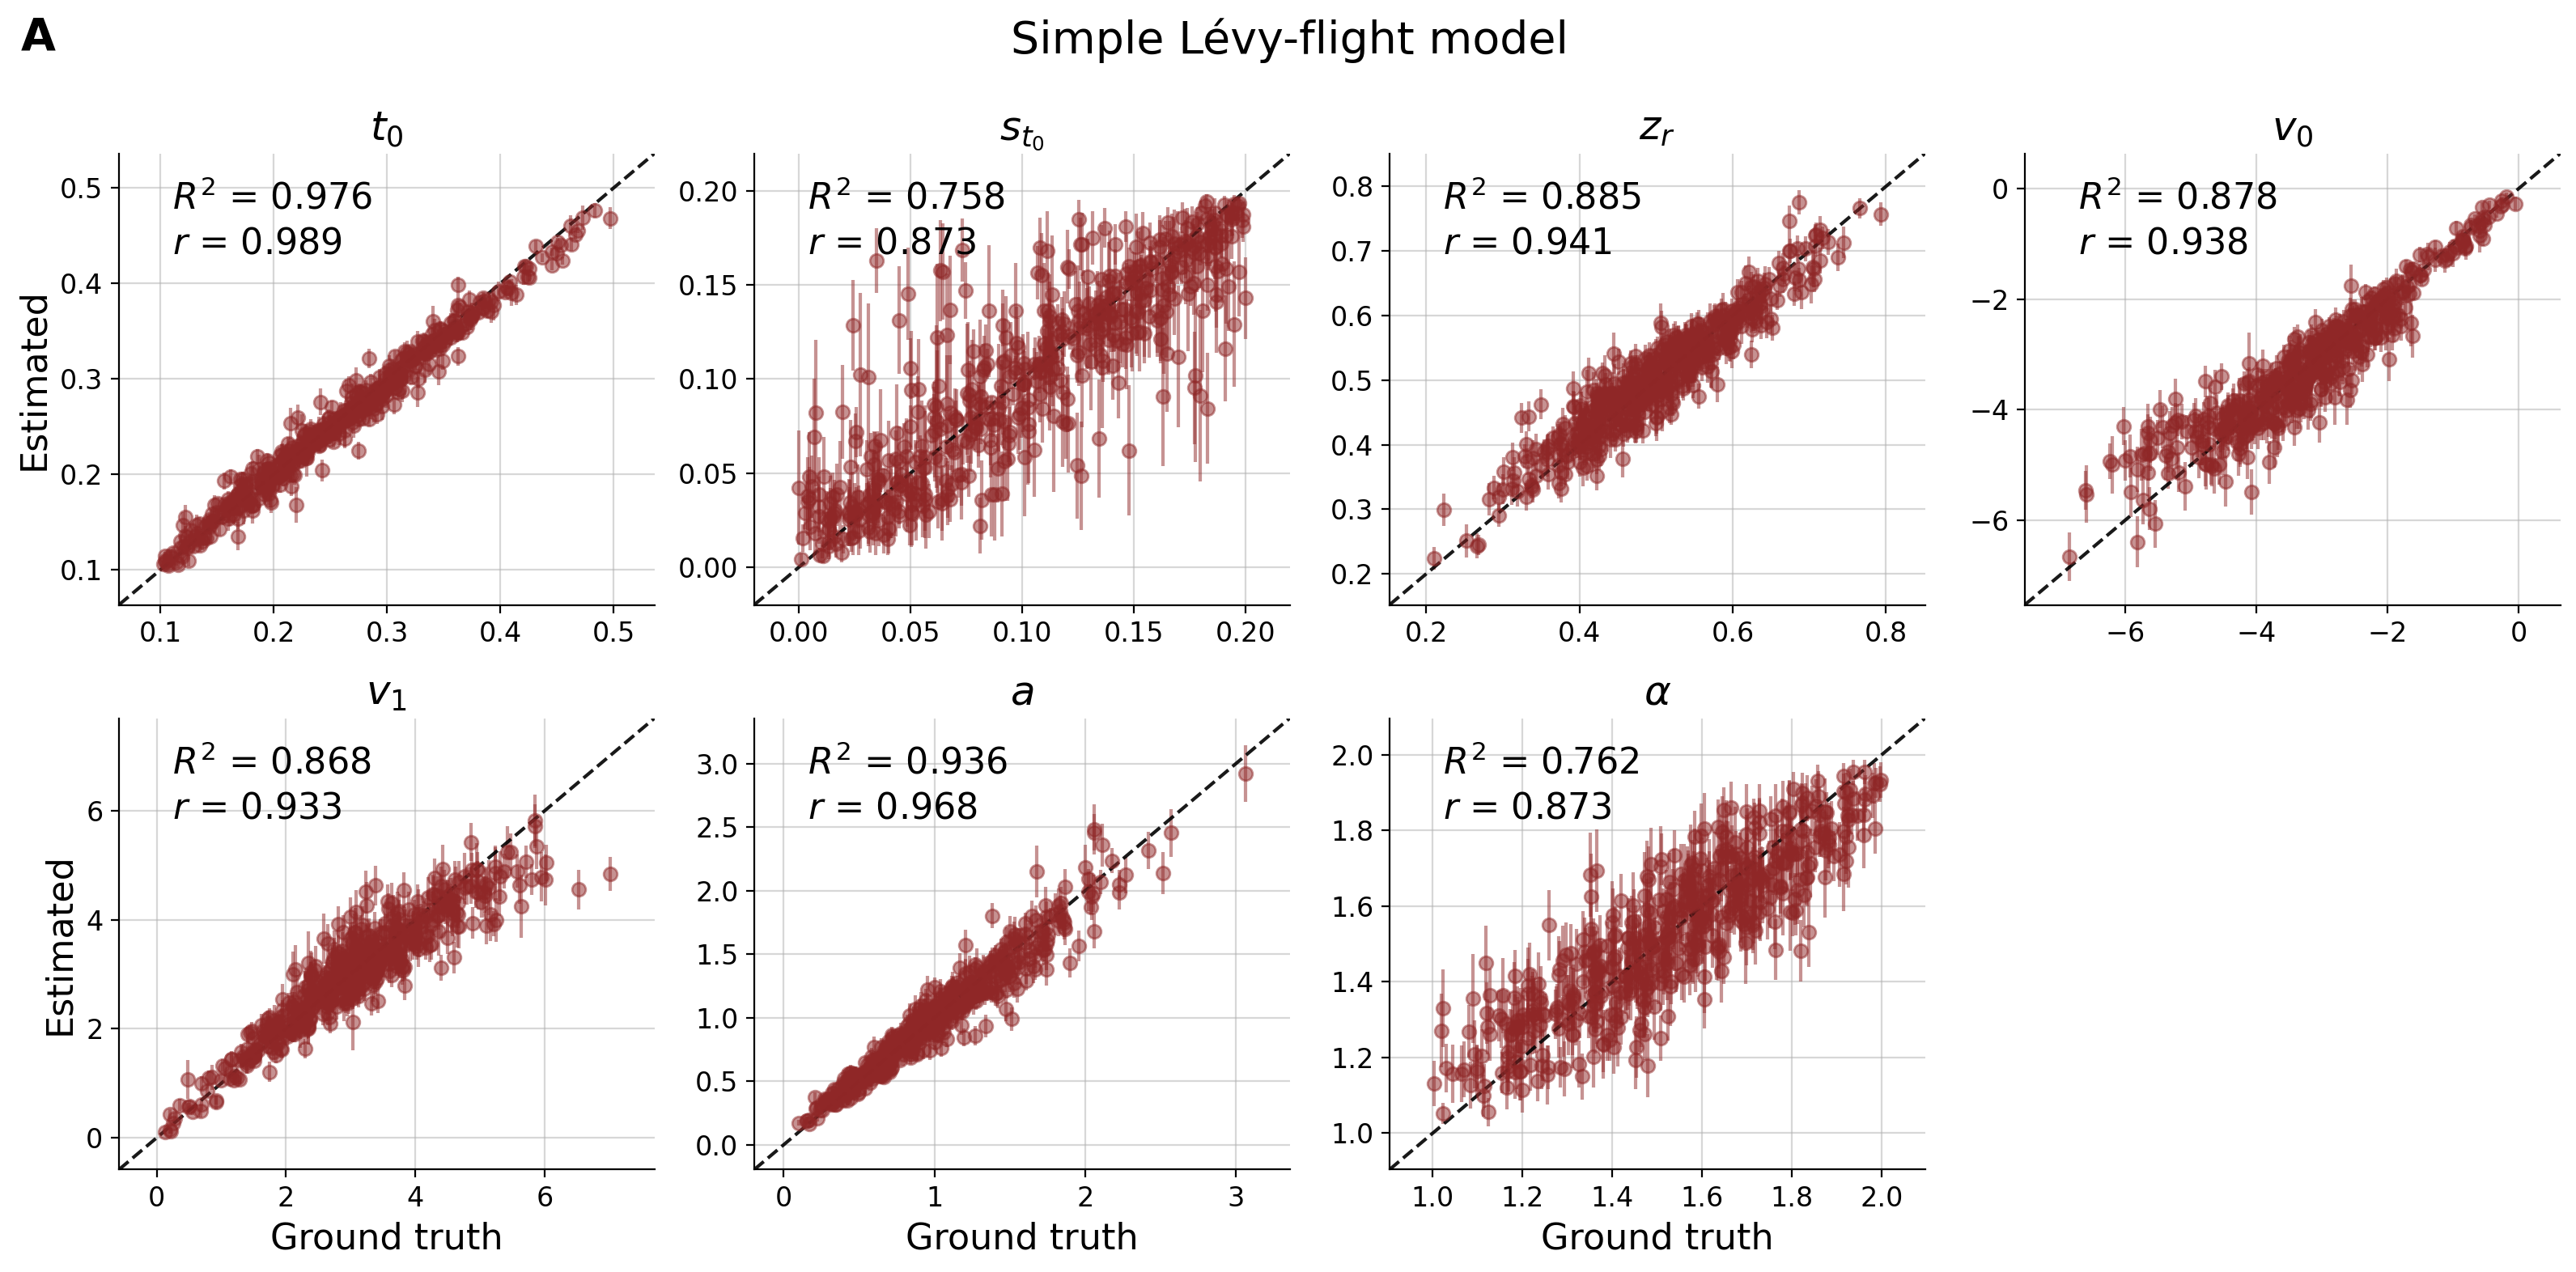 A
Simple Lévy-flight model
t₀
R² = 0.976
r = 0.989
Estimated
0.5
0.4
0.3
0.2
0.1
0.1 0.2 0.3 0.4 0.5
s_{t₀}
R² = 0.758
r = 0.873
0.20
0.15
0.10
0.05
0.00
0.00 0.05 0.10 0.15 0.20
z_r
R² = 0.885
r = 0.941
0.8
0.7
0.6
0.5
0.4
0.3
0.2
0.2 0.4 0.6 0.8
v₀
R² = 0.878
r = 0.938
0
−2
−4
−6
−6 −4 −2 0
v₁
R² = 0.868
r = 0.933
Estimated
6
4
2
0
0 2 4 6
Ground truth
a
R² = 0.936
r = 0.968
3.0
2.5
2.0
1.5
1.0
0.5
0.0
0 1 2 3
Ground truth
α
R² = 0.762
r = 0.873
2.0
1.8
1.6
1.4
1.2
1.0
1.0 1.2 1.4 1.6 1.8 2.0
Ground truth